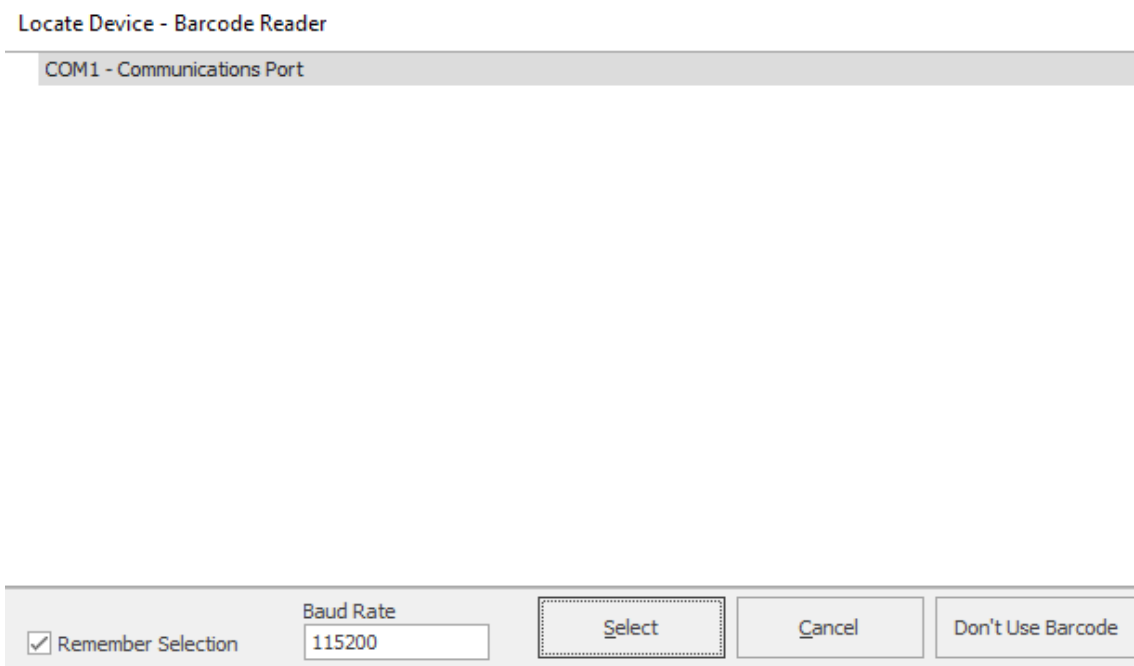 Locate Device - Barcode Reader
COM1 - Communications Port
Baud Rate
Remember Selection
115200
Select
Cancel
Don't Use Barcode